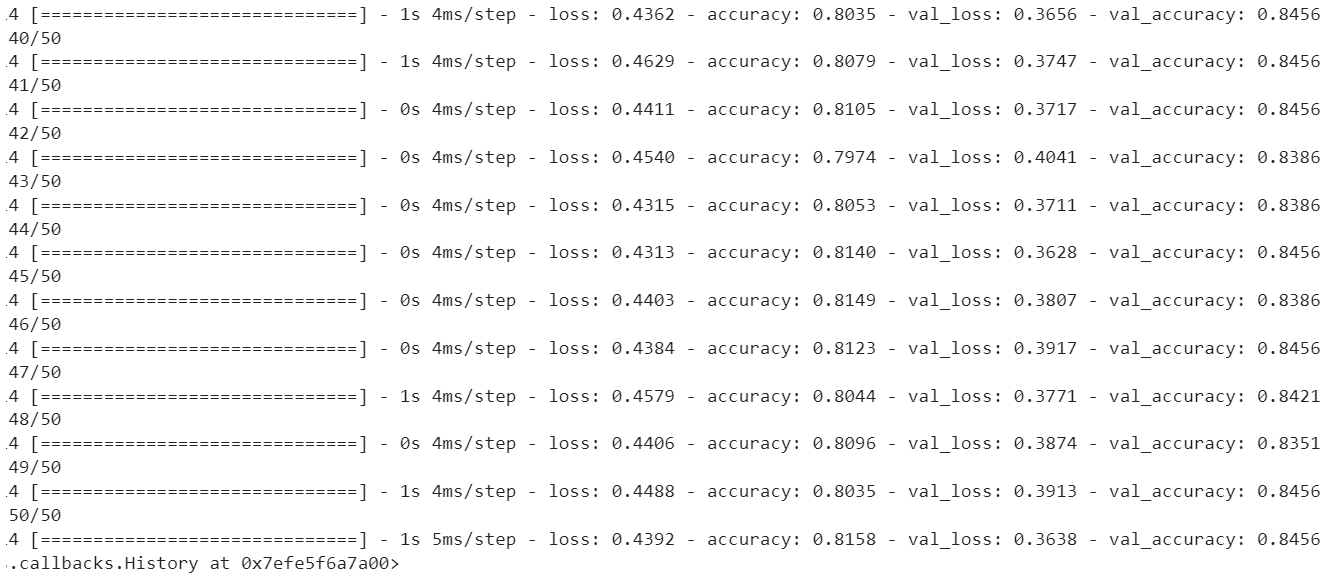 .4 [==============================] - 1s 4ms/step - loss: 0.4362 - accuracy: 0.8035 - val_loss: 0.3656 - val_accuracy: 0.8456
40/50
.4 [==============================] - 1s 4ms/step - loss: 0.4629 - accuracy: 0.8079 - val_loss: 0.3747 - val_accuracy: 0.8456
41/50
.4 [==============================] - 0s 4ms/step - loss: 0.4411 - accuracy: 0.8105 - val_loss: 0.3717 - val_accuracy: 0.8456
42/50
.4 [==============================] - 0s 4ms/step - loss: 0.4540 - accuracy: 0.7974 - val_loss: 0.4041 - val_accuracy: 0.8386
43/50
.4 [==============================] - 0s 4ms/step - loss: 0.4315 - accuracy: 0.8053 - val_loss: 0.3711 - val_accuracy: 0.8386
44/50
.4 [==============================] - 0s 4ms/step - loss: 0.4313 - accuracy: 0.8140 - val_loss: 0.3628 - val_accuracy: 0.8456
45/50
.4 [==============================] - 0s 4ms/step - loss: 0.4403 - accuracy: 0.8149 - val_loss: 0.3807 - val_accuracy: 0.8386
46/50
.4 [==============================] - 0s 4ms/step - loss: 0.4384 - accuracy: 0.8123 - val_loss: 0.3917 - val_accuracy: 0.8456
47/50
.4 [==============================] - 1s 4ms/step - loss: 0.4579 - accuracy: 0.8044 - val_loss: 0.3771 - val_accuracy: 0.8421
48/50
.4 [==============================] - 0s 4ms/step - loss: 0.4406 - accuracy: 0.8096 - val_loss: 0.3874 - val_accuracy: 0.8351
49/50
.4 [==============================] - 1s 4ms/step - loss: 0.4488 - accuracy: 0.8035 - val_loss: 0.3913 - val_accuracy: 0.8456
50/50
.4 [==============================] - 1s 5ms/step - loss: 0.4392 - accuracy: 0.8158 - val_loss: 0.3638 - val_accuracy: 0.8456
.callbacks.History at 0x7efe5f6a7a00>